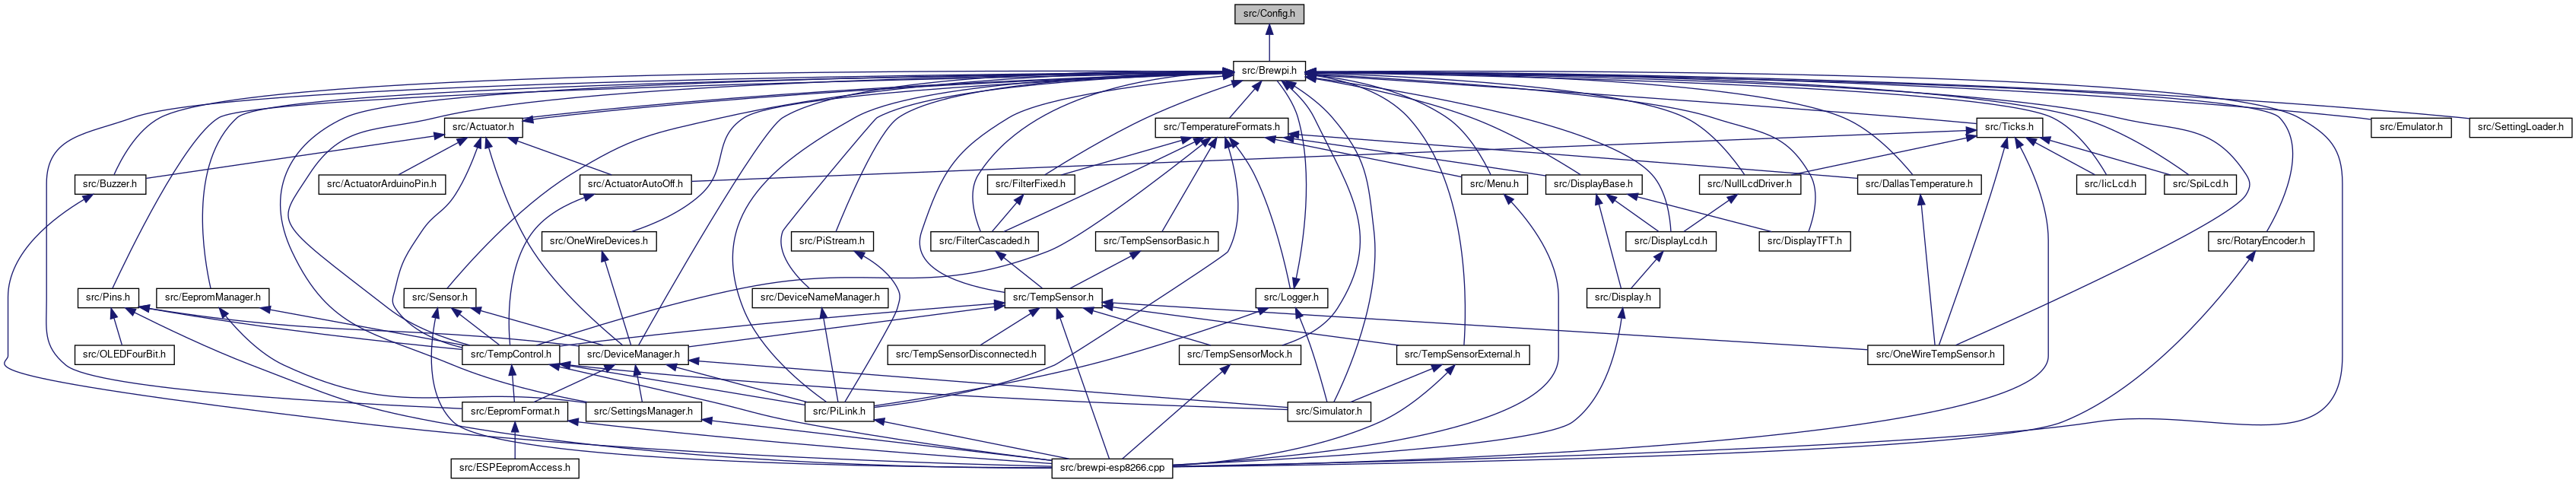 src/Config.h
src/Brewpi.h
src/Actuator.h
src/TemperatureFormats.h
src/Ticks.h
src/Emulator.h
src/SettingLoader.h
src/Buzzer.h
src/ActuatorArduinoPin.h
src/ActuatorAutoOff.h
src/FilterFixed.h
src/Menu.h
src/DisplayBase.h
src/NullLcdDriver.h
src/DallasTemperature.h
src/IicLcd.h
src/SpiLcd.h
src/OneWireDevices.h
src/PiStream.h
src/FilterCascaded.h
src/TempSensorBasic.h
src/DisplayLcd.h
src/DisplayTFT.h
src/RotaryEncoder.h
src/Pins.h
src/EepromManager.h
src/Sensor.h
src/DeviceNameManager.h
src/TempSensor.h
src/Logger.h
src/Display.h
src/OLEDFourBit.h
src/TempControl.h
src/DeviceManager.h
src/TempSensorDisconnected.h
src/TempSensorMock.h
src/TempSensorExternal.h
src/OneWireTempSensor.h
src/EepromFormat.h
src/SettingsManager.h
src/PiLink.h
src/Simulator.h
src/ESPEepromAccess.h
src/brewpi-esp8266.cpp